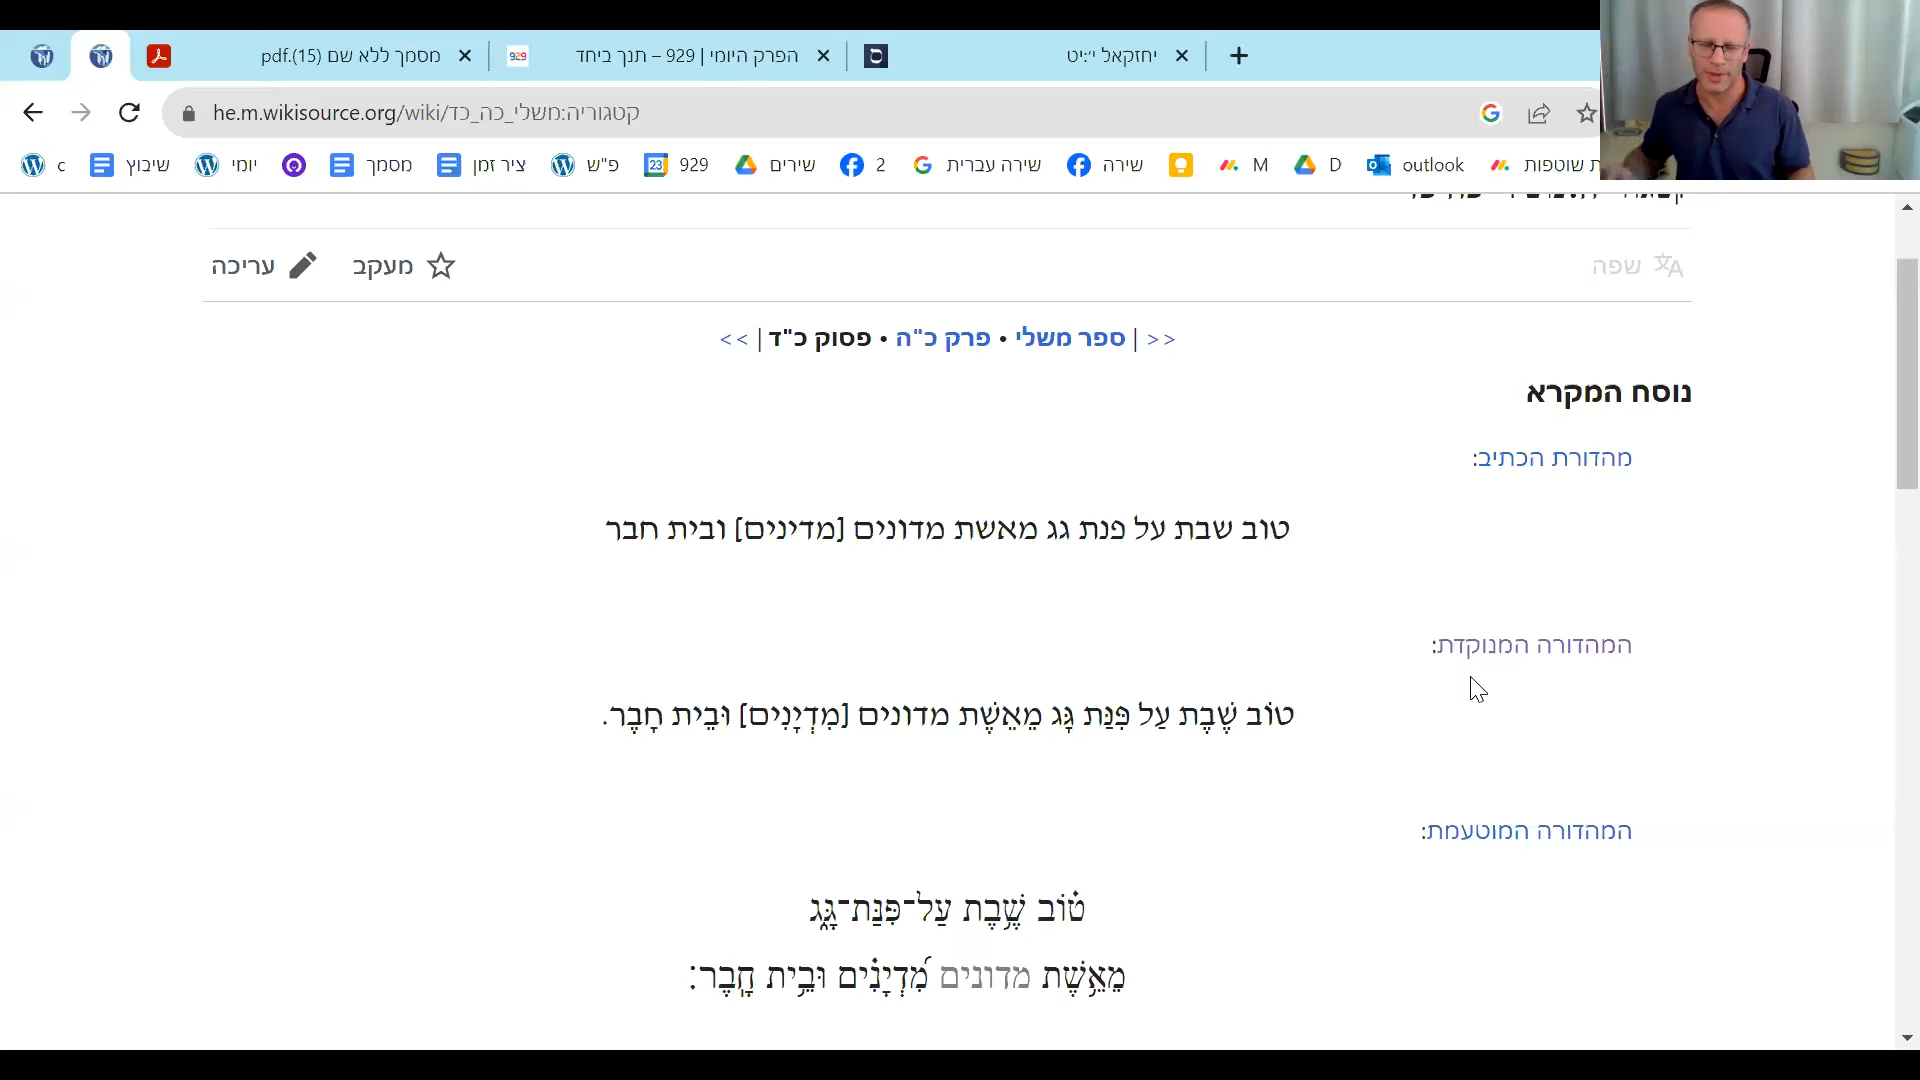 מסמך ללא שם (15).pdf
הפרק היומי | 929 – תנך ביחד
יחזקאל י״:יט
he.m.wikisource.org/wiki/קטגוריה:משלי_כה_כד
c
שיבוץ
יומי
מסמך
ציר זמן
פ"ש
929
שירים
2
שירה עברית
שירה
M
D
outlook
שוטפות
עריכה
מעקב
שפה
<< | ספר משלי • פרק כ"ה • פסוק כ"ד | >>
נוסח המקרא
מהדורת הכתיב:
טוב שבת על פנת גג מאשת מדונים [מדינים] ובית חבר
המהדורה המנוקדת:
טוֹב שֶׁבֶת עַל פִּנַּת גָּג מֵאֵשֶׁת מדונים [מִדְיָנִים] וּבֵית חָבֶר.
המהדורה המוטעמת:
ט֗וֹב שֶׁ֥בֶת עַל־פִּנַּת־גָּ֑ג
מֵאֵ֥שֶׁת מדונים מִ֝דְיָנִ֗ים וּבֵ֥ית חָֽבֶר׃